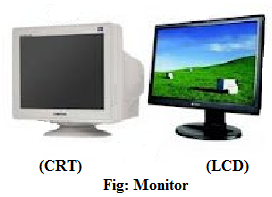 (CRT) (LCD)
Fig: Monitor